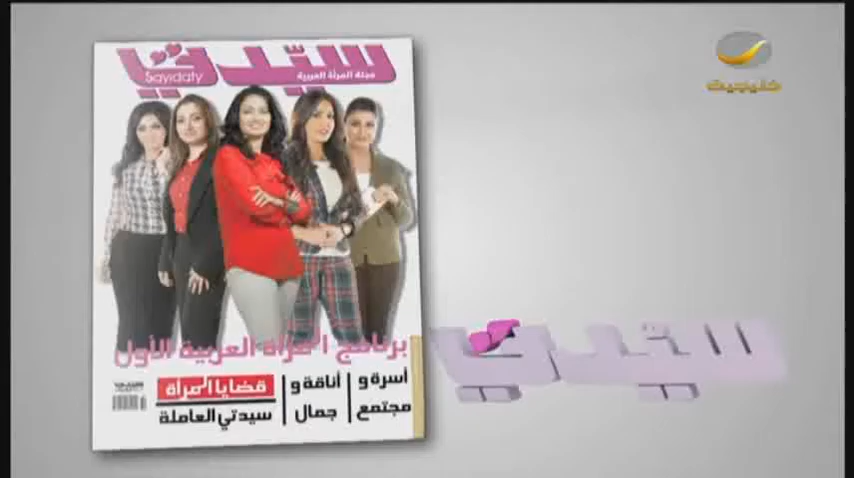 خليجية
سيدتي
Sayidaty
مجلة المرأة العربية
برنامج المرأة العربية الأول
أسرة و
مجتمع
أناقة و
جمال
قضايا المرأة
سيدتي العاملة
سيدتي